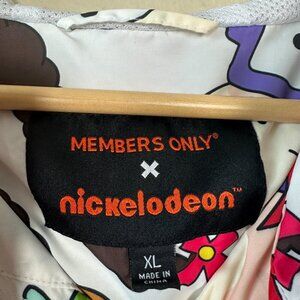 MEMBERS ONLY®
×
nickelodeon™
XL
MADE IN
CHINA